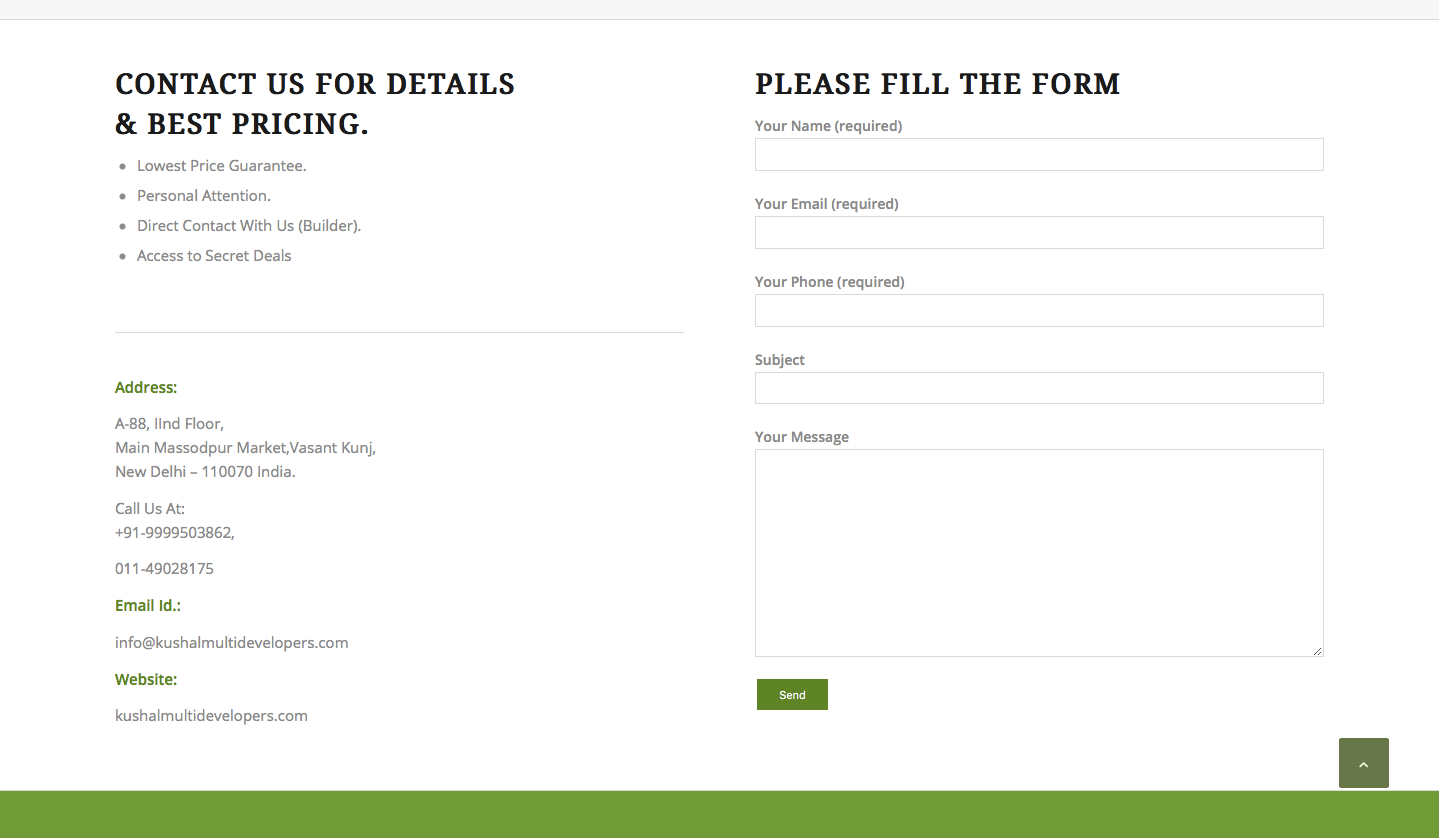 CONTACT US FOR DETAILS
& BEST PRICING.
Lowest Price Guarantee.
Personal Attention.
Direct Contact With Us (Builder).
Access to Secret Deals
Address:
A-88, IInd Floor,
Main Massodpur Market,Vasant Kunj,
New Delhi – 110070 India.
Call Us At:
+91-9999503862,
011-49028175
Email Id.:
info@kushalmultidevelopers.com
Website:
kushalmultidevelopers.com
PLEASE FILL THE FORM
Your Name (required)
Your Email (required)
Your Phone (required)
Subject
Your Message
Send